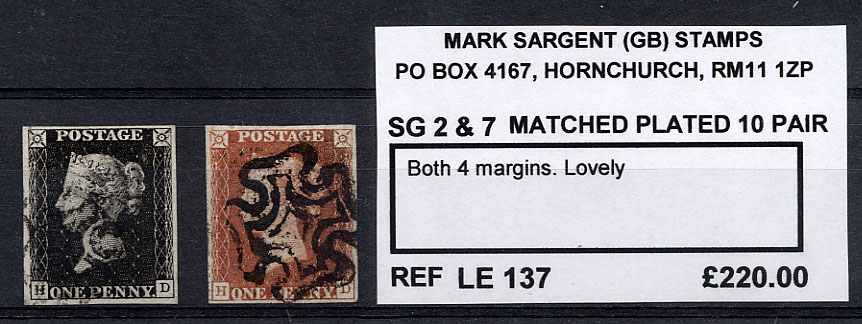 MARK SARGENT (GB) STAMPS
PO BOX 4167, HORNCHURCH, RM11 1ZP
SG 2 & 7 MATCHED PLATED 10 PAIR
Both 4 margins. Lovely
REF LE 137 £220.00
POSTAGE
H ONE PENNY. D
POSTAGE
H ONE PENNY. D